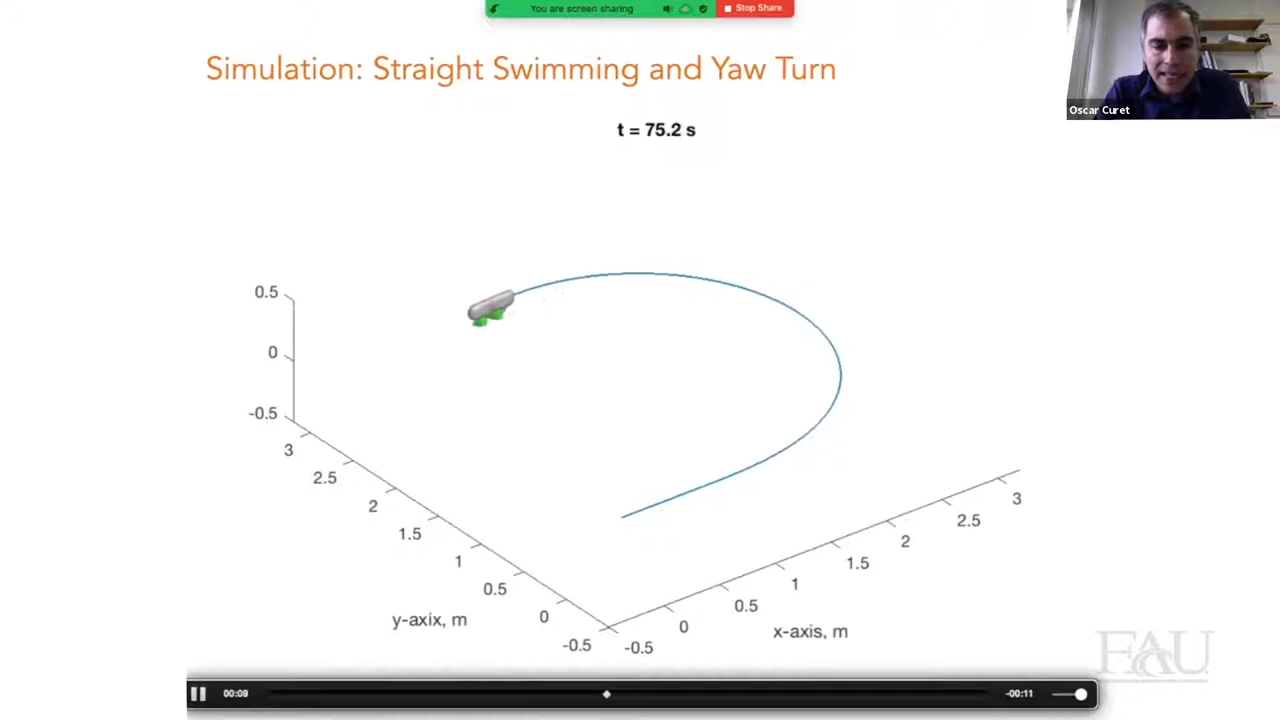 You are screen sharing
Stop Share
Oscar Curet
Simulation: Straight Swimming and Yaw Turn
t = 75.2 s
0.5
0
-0.5
3
2.5
2
1.5
1
0.5
0
-0.5
y-axix, m
-0.5
0
0.5
1
1.5
2
2.5
3
x-axis, m
FAU
00:09
-00:11